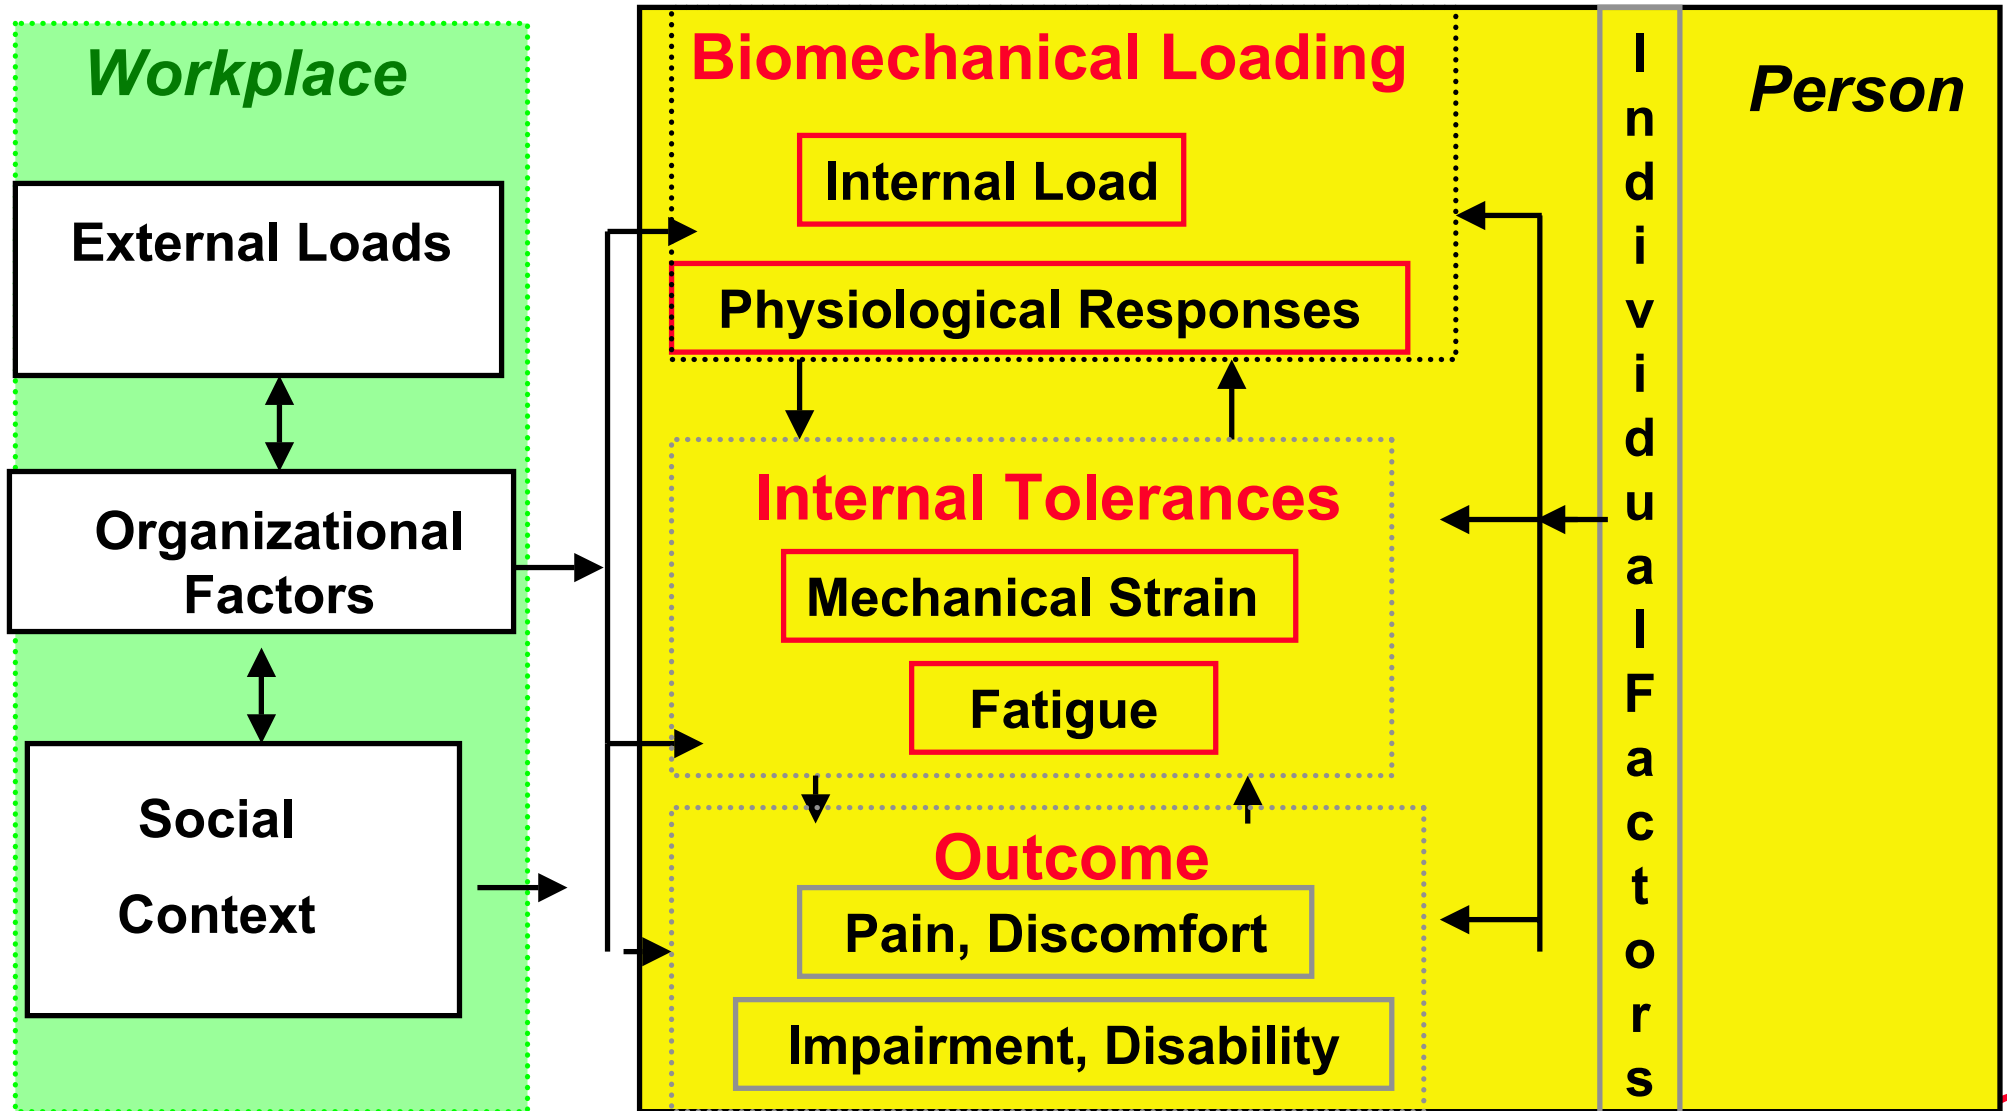 Workplace
External Loads
Organizational
Factors
Social
Context
Biomechanical Loading
Internal Load
Physiological Responses
Internal Tolerances
Mechanical Strain
Fatigue
Outcome
Pain, Discomfort
Impairment, Disability
Individual Factors
Person